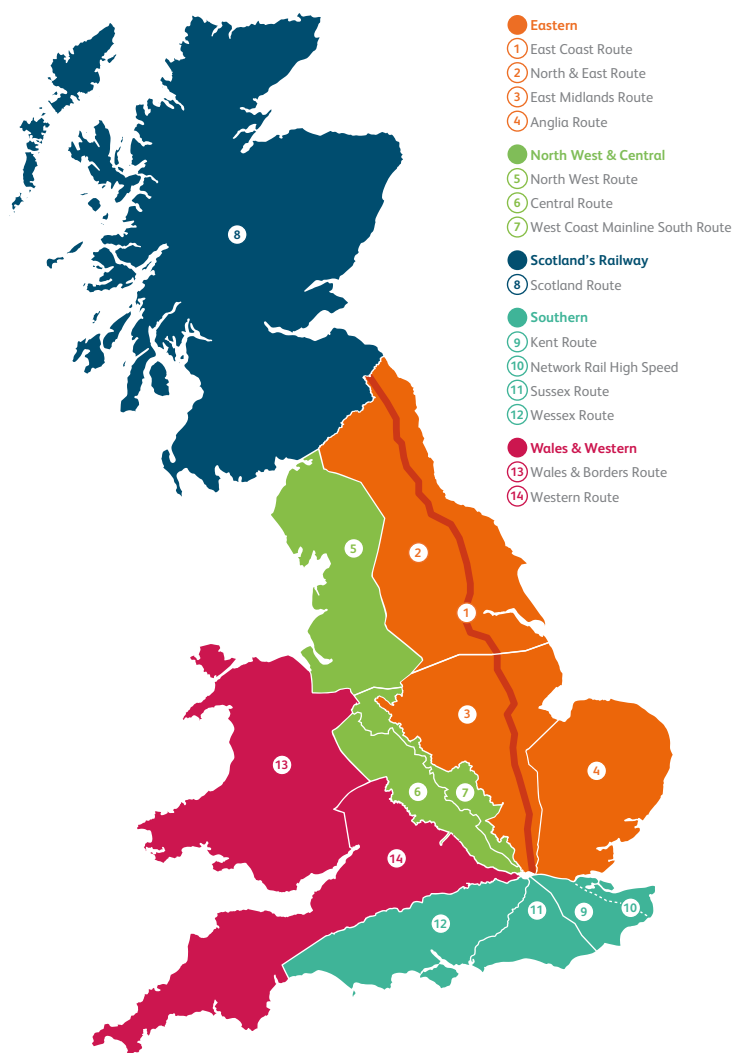 Eastern
1 East Coast Route
2 North & East Route
3 East Midlands Route
4 Anglia Route
North West & Central
5 North West Route
6 Central Route
7 West Coast Mainline South Route
Scotland's Railway
8 Scotland Route
Southern
9 Kent Route
10 Network Rail High Speed
11 Sussex Route
12 Wessex Route
Wales & Western
13 Wales & Borders Route
14 Western Route
8
5
2
1
3
13
4
6
7
14
12
11
9
10